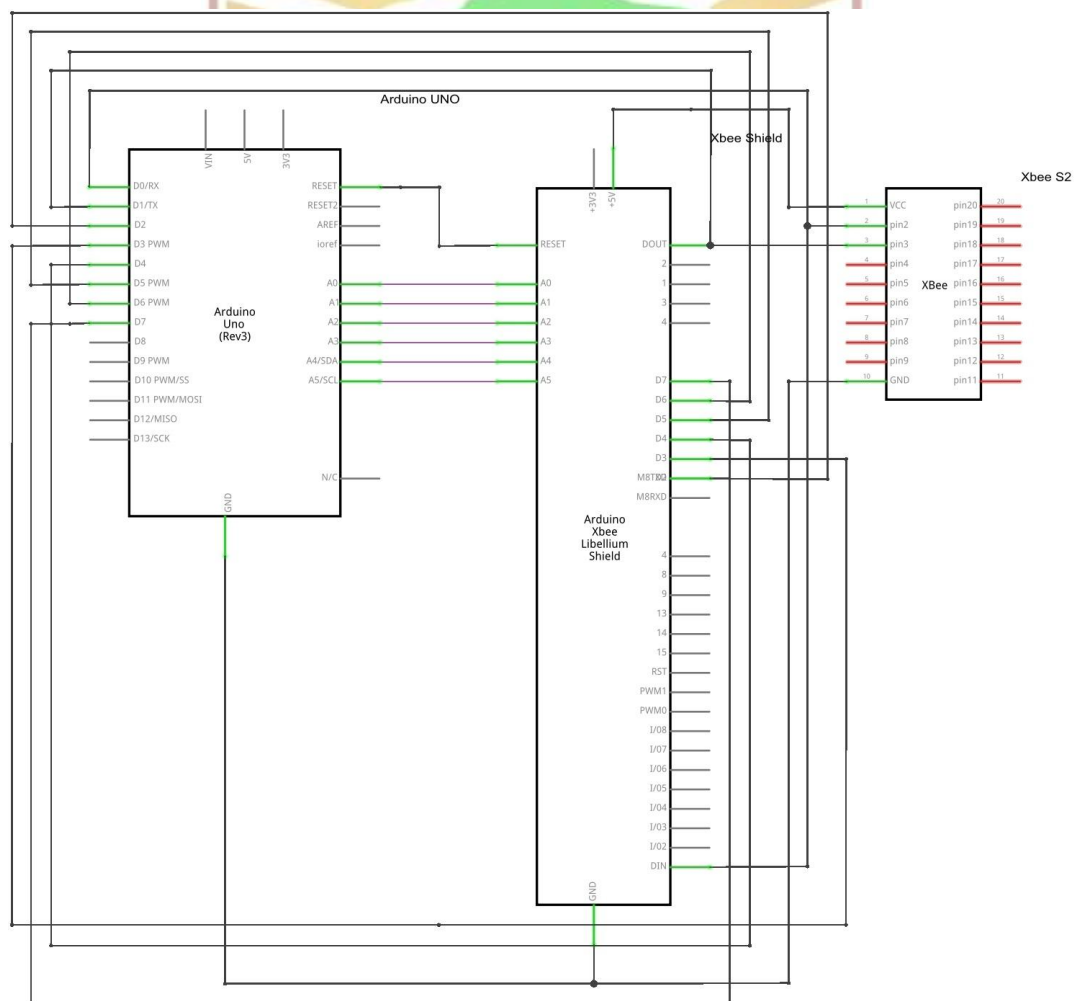 Arduino UNO
Xbee Shield
Xbee S2
VIN
5V
3V3
D0/RX
D1/TX
D2
D3 PWM
D4
D5 PWM
D6 PWM
D7
D8
D9 PWM
D10 PWM/SS
D11 PWM/MOSI
D12/MISO
D13/SCK
RESET
RESET2
AREF
ioref
A0
A1
A2
A3
A4/SDA
A5/SCL
N/C
GND
Arduino
Uno
(Rev3)
+3V3
+5V
RESET
A0
A1
A2
A3
A4
A5
DOUT
2
1
3
4
D7
D6
D5
D4
D3
M8RXD
4
8
9
13
14
15
RST
PWM1
PWM0
I/08
I/07
I/06
I/05
I/04
I/03
I/02
DIN
GND
Arduino
Xbee
Libellium
Shield
1 VCC
2 pin2
3 pin3
4 pin4
5 pin5
6 pin6
7 pin7
8 pin8
9 pin9
10 GND
XBee
pin20 20
pin19 19
pin18 18
pin17 17
pin16 16
pin15 15
pin14 14
pin13 13
pin12 12
pin11 11